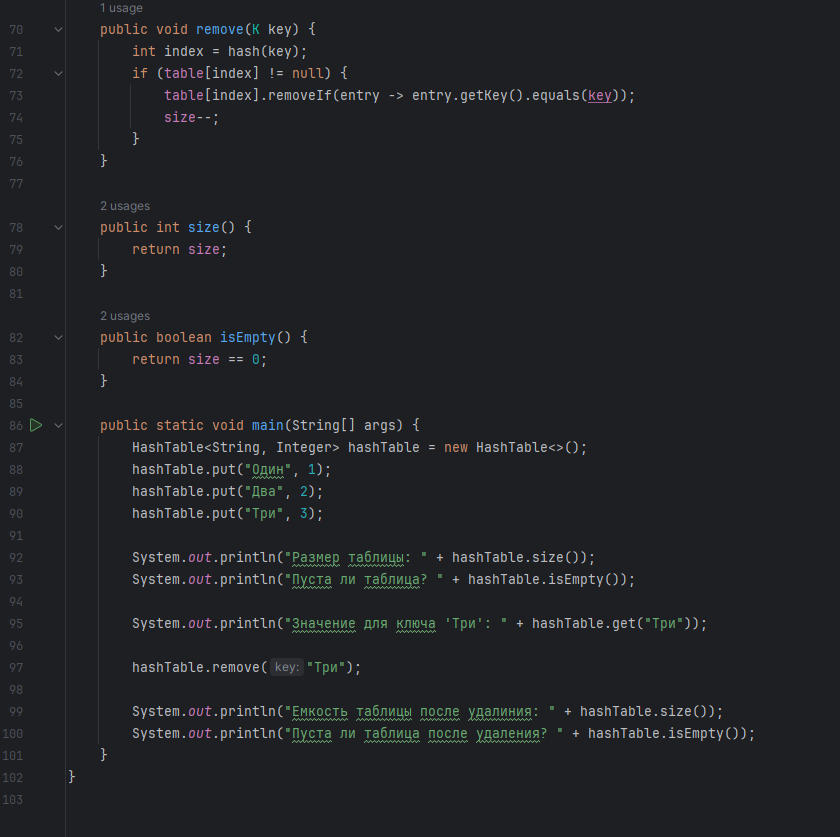 1 usage
70 public void remove(K key) {
71 int index = hash(key);
72 if (table[index] != null) {
73 table[index].removeIf(entry -> entry.getKey().equals(key));
74 size--;
75 }
76 }
77
2 usages
78 public int size() {
79 return size;
80 }
81
2 usages
82 public boolean isEmpty() {
83 return size == 0;
84 }
85
86 public static void main(String[] args) {
87 HashTable<String, Integer> hashTable = new HashTable<>();
88 hashTable.put("Один", 1);
89 hashTable.put("Два", 2);
90 hashTable.put("Три", 3);
91
92 System.out.println("Размер таблицы: " + hashTable.size());
93 System.out.println("Пуста ли таблица? " + hashTable.isEmpty());
94
95 System.out.println("Значение для ключа 'Три': " + hashTable.get("Три"));
96
97 hashTable.remove( key: "Три");
98
99 System.out.println("Емкость таблицы после удалиния: " + hashTable.size());
100 System.out.println("Пуста ли таблица после удаления? " + hashTable.isEmpty());
101 }
102 }
103